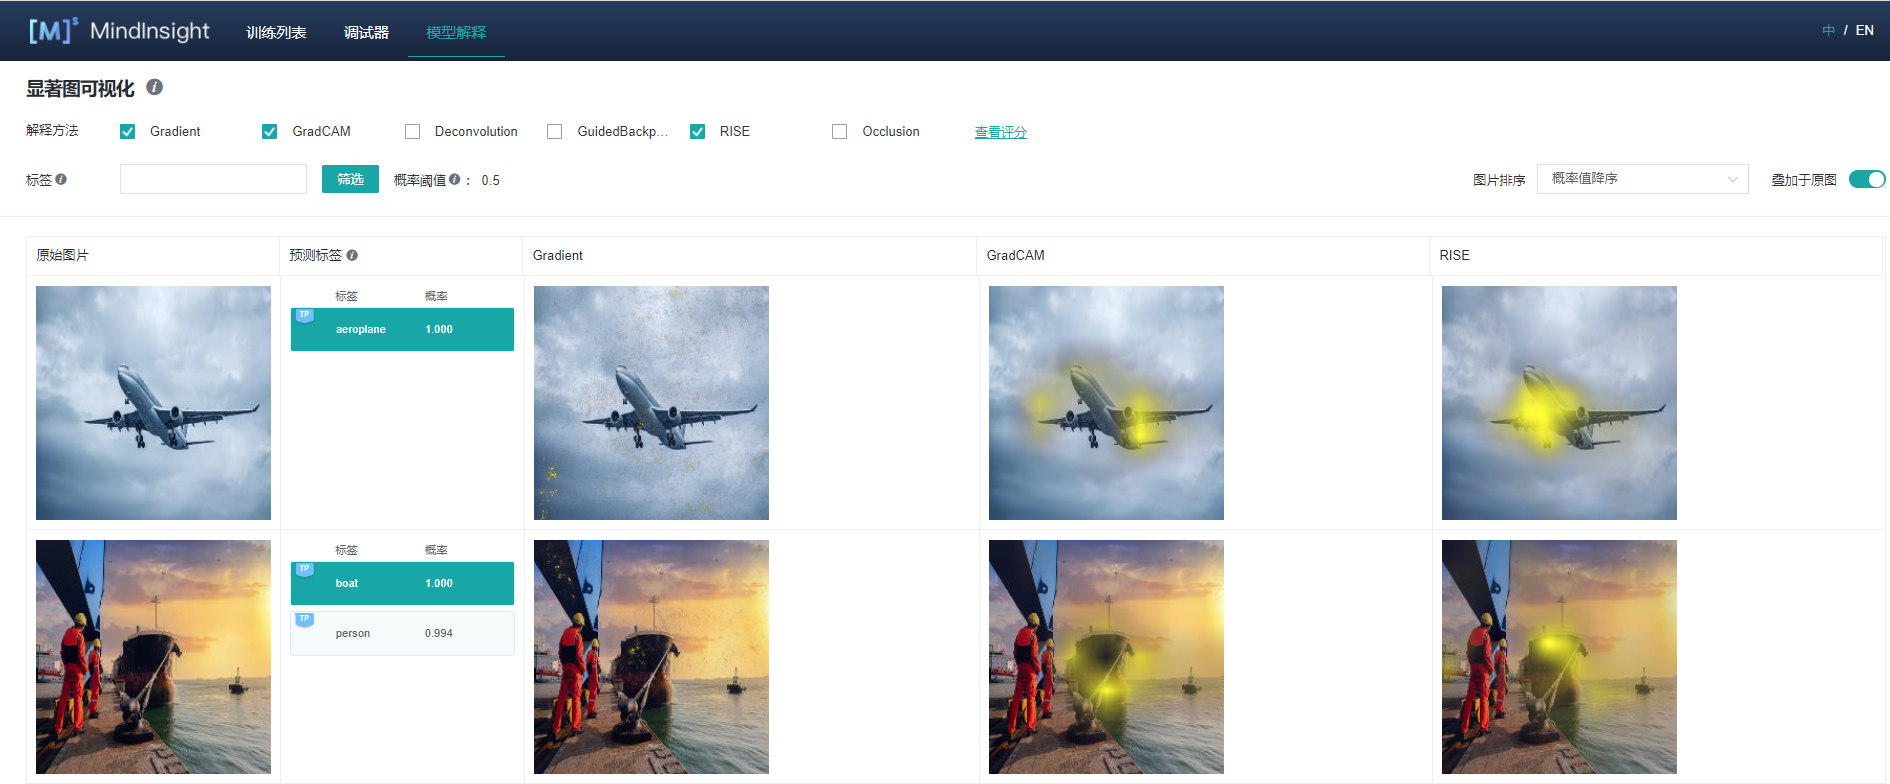 [M]s MindInsight 训练列表 调试器 模型解释 中 / EN
显著图可视化 i
解释方法 Gradient GradCAM Deconvolution GuidedBackp... RISE Occlusion 查看评分
标签 i 筛选 概率阈值 i : 0.5 图片排序 概率值降序 叠加于原图
原始图片 预测标签 i Gradient GradCAM RISE
标签 概率
TP
aeroplane 1.000
标签 概率
TP
boat 1.000
TP
person 0.994